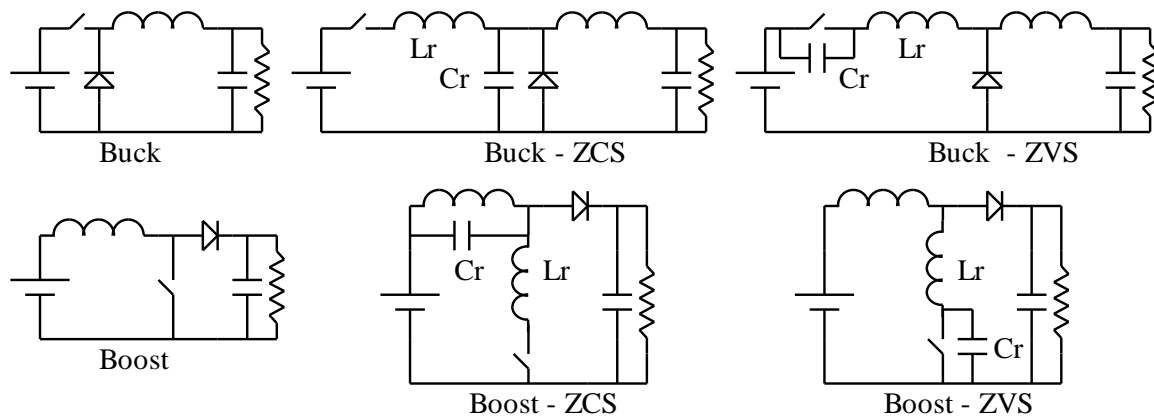 Lr
Cr
Lr
Cr
Buck
Buck - ZCS
Buck - ZVS
Cr
Lr
Lr
Cr
Boost
Boost - ZCS
Boost - ZVS